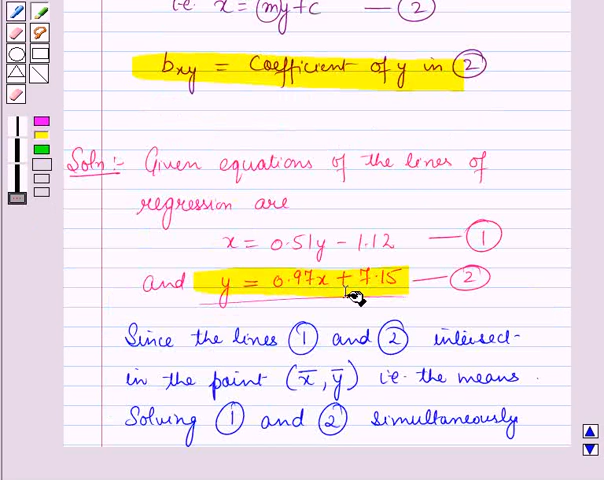 i.e. x = my + c — 2
bxy = Coefficient of y in 2
Soln:- Given equations of the lines of
regression are
x = 0.51y - 1.12 — 1
and y = 0.97x + 7.15 — 2
Since the lines 1 and 2 intersect-
in the point (x̅, y̅) i.e. the means
Solving 1 and 2 simultaneously